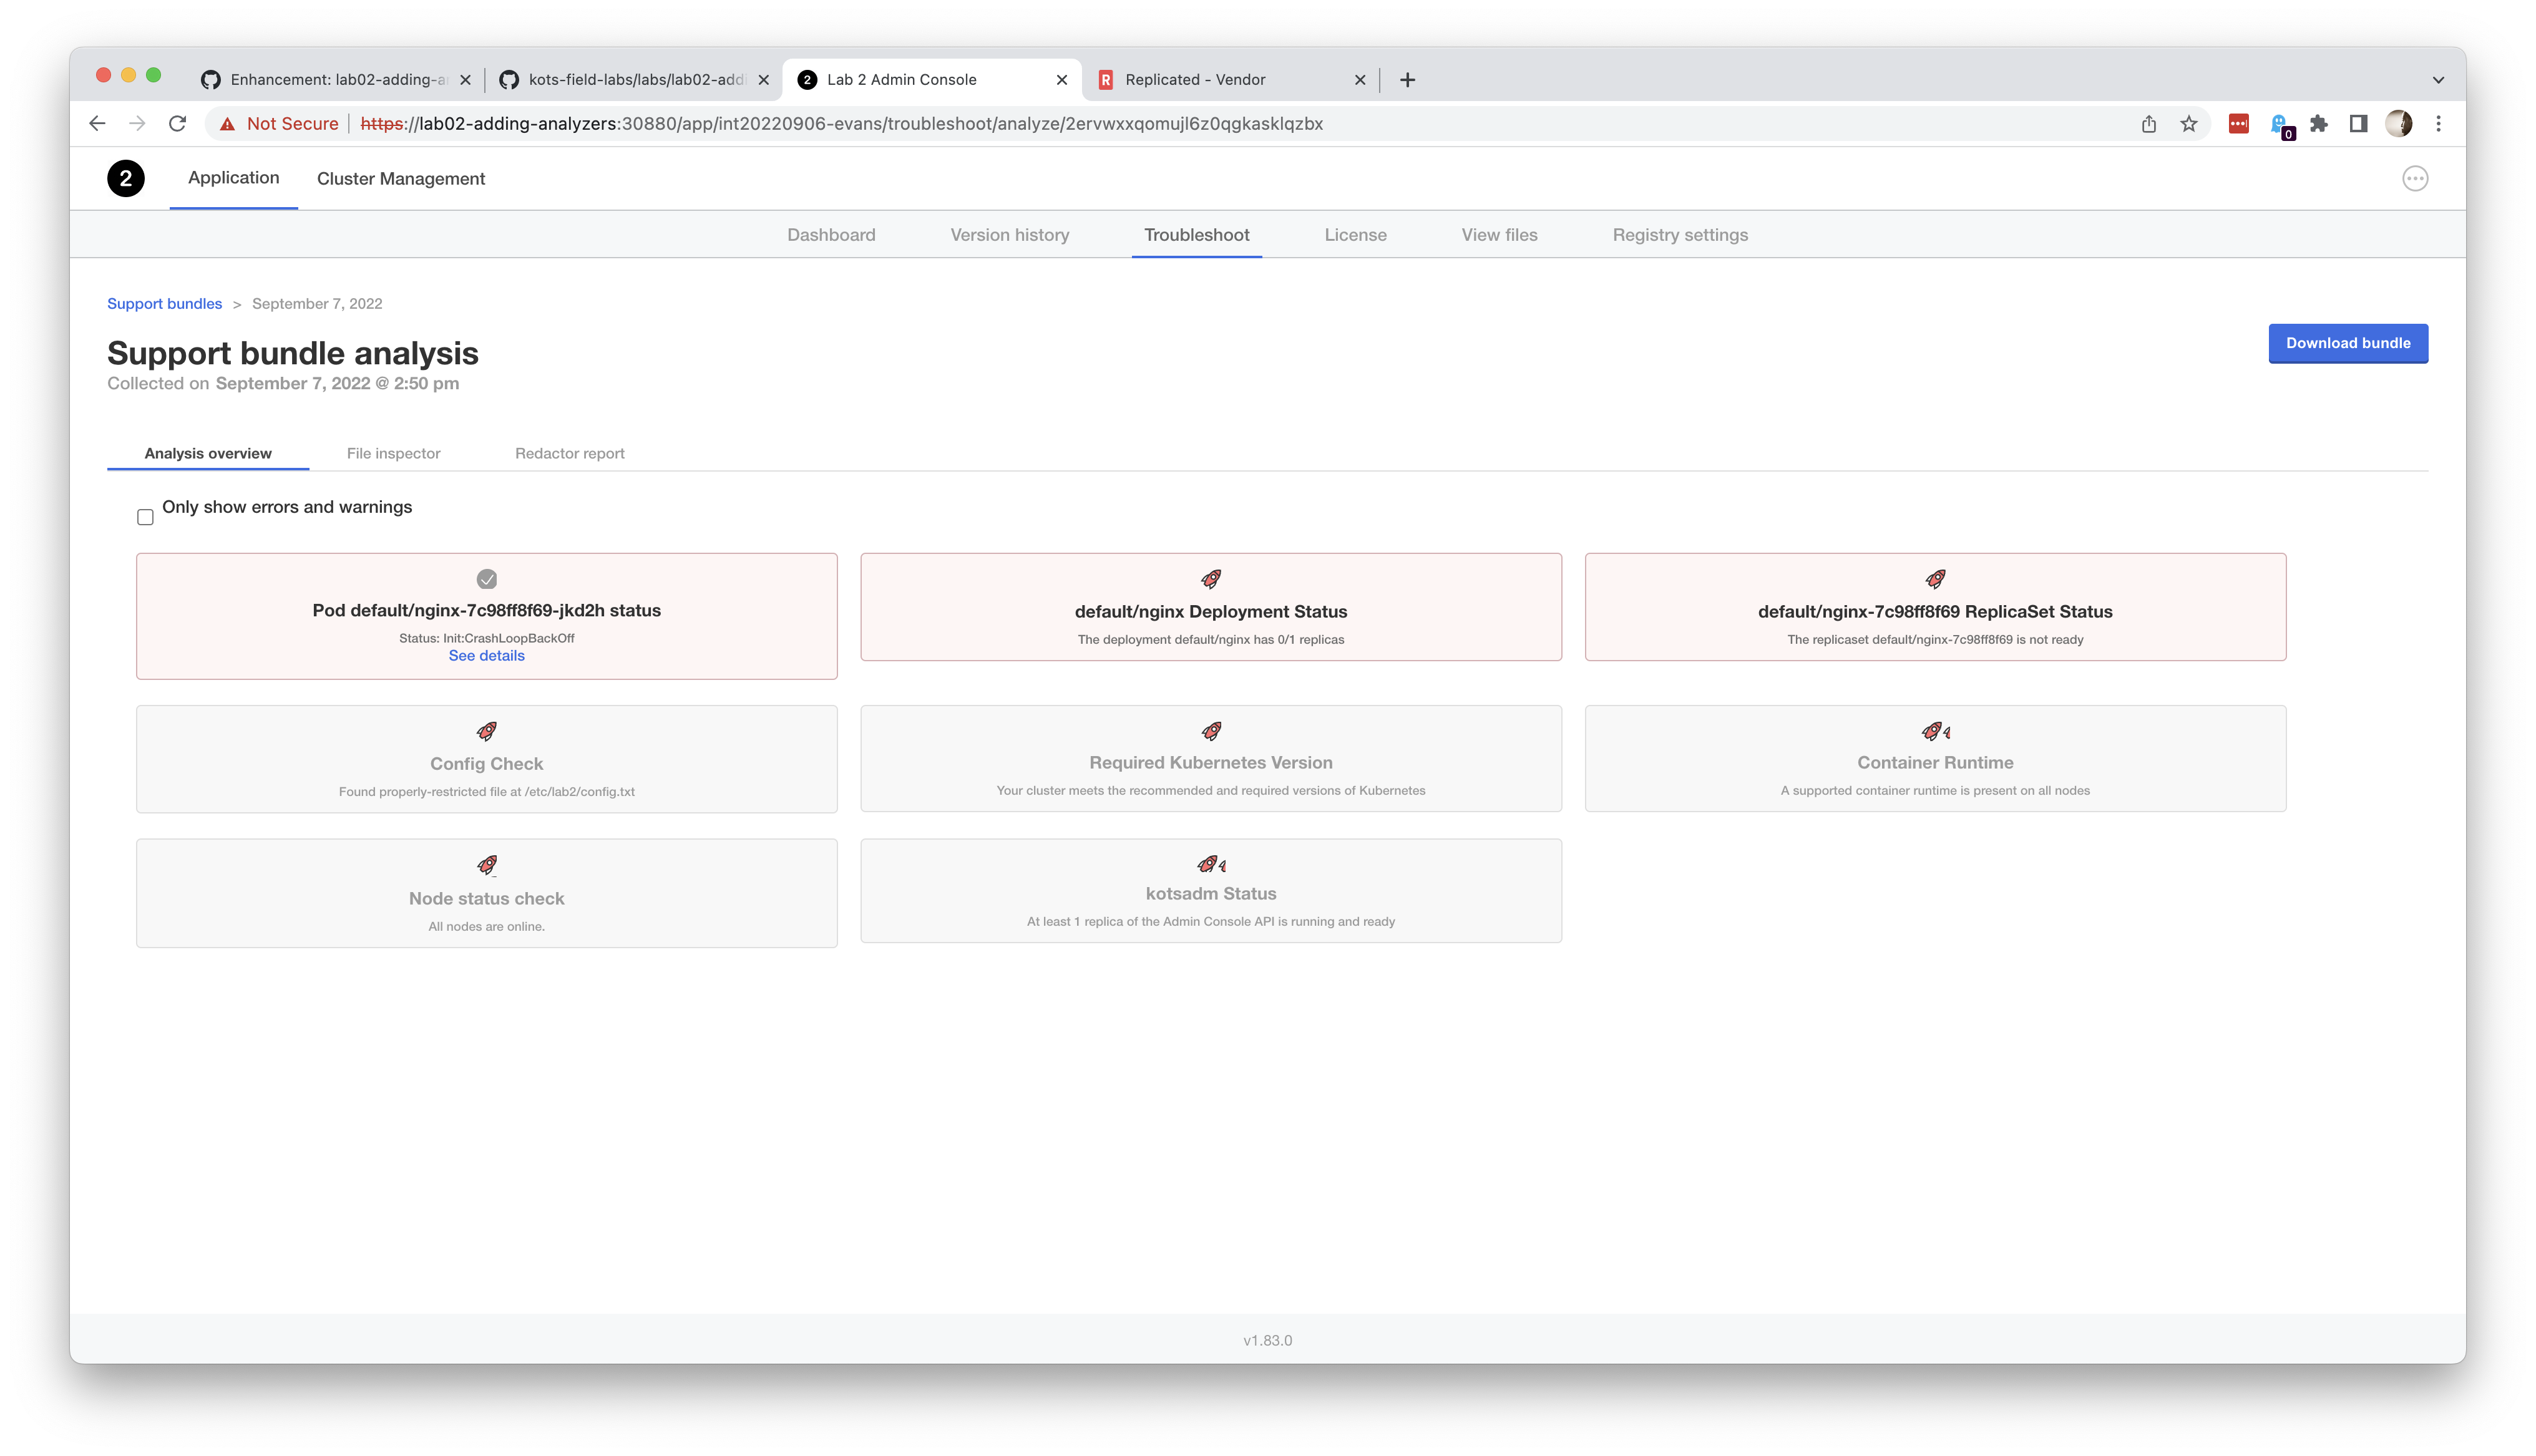 Enhancement: lab02-adding-a
kots-field-labs/labs/lab02-addi
2 Lab 2 Admin Console
R Replicated - Vendor
Not Secure https://lab02-adding-analyzers:30880/app/int20220906-evans/troubleshoot/analyze/2ervwxxqomujl6z0qgkasklqzbx
0
2 Application Cluster Management
Dashboard Version history Troubleshoot License View files Registry settings
Support bundles > September 7, 2022
Support bundle analysis
Download bundle
Collected on September 7, 2022 @ 2:50 pm
Analysis overview File inspector Redactor report
Only show errors and warnings
Pod default/nginx-7c98ff8f69-jkd2h status
Status: Init:CrashLoopBackOff
See details
default/nginx Deployment Status
The deployment default/nginx has 0/1 replicas
default/nginx-7c98ff8f69 ReplicaSet Status
The replicaset default/nginx-7c98ff8f69 is not ready
Config Check
Found properly-restricted file at /etc/lab2/config.txt
Required Kubernetes Version
Your cluster meets the recommended and required versions of Kubernetes
Container Runtime
A supported container runtime is present on all nodes
Node status check
All nodes are online.
kotsadm Status
At least 1 replica of the Admin Console API is running and ready
v1.83.0